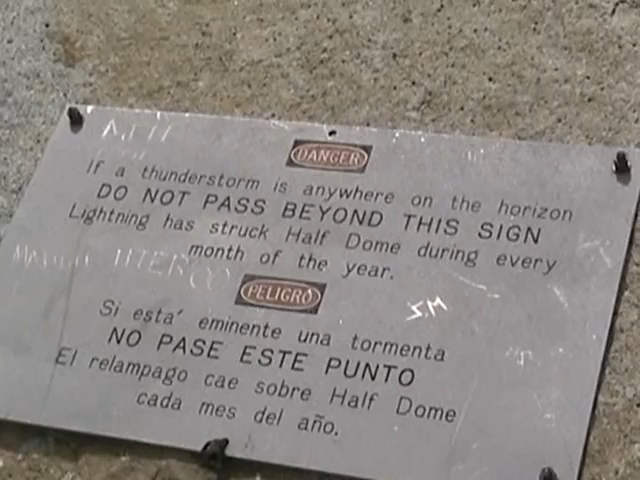 DANGER
If a thunderstorm is anywhere on the horizon
DO NOT PASS BEYOND THIS SIGN
Lightning has struck Half Dome during every
month of the year.
PELIGRO
Si esta´ eminente una tormenta
NO PASE ESTE PUNTO
El relampago cae sobre Half Dome
cada mes del año.
SM